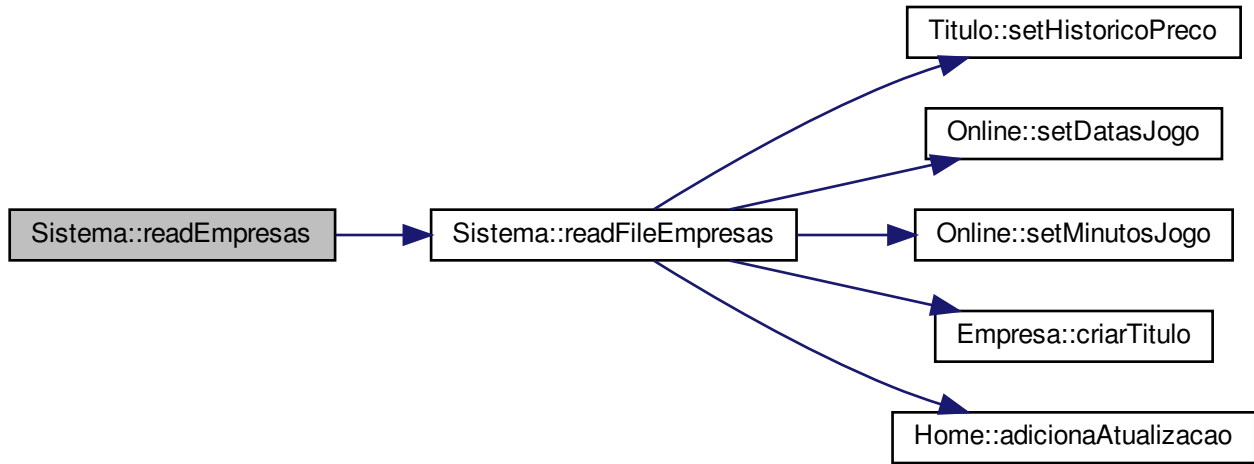 Titulo::setHistoricoPreco
Online::setDatasJogo
Sistema::readEmpresas
Sistema::readFileEmpresas
Online::setMinutosJogo
Empresa::criarTitulo
Home::adicionaAtualizacao